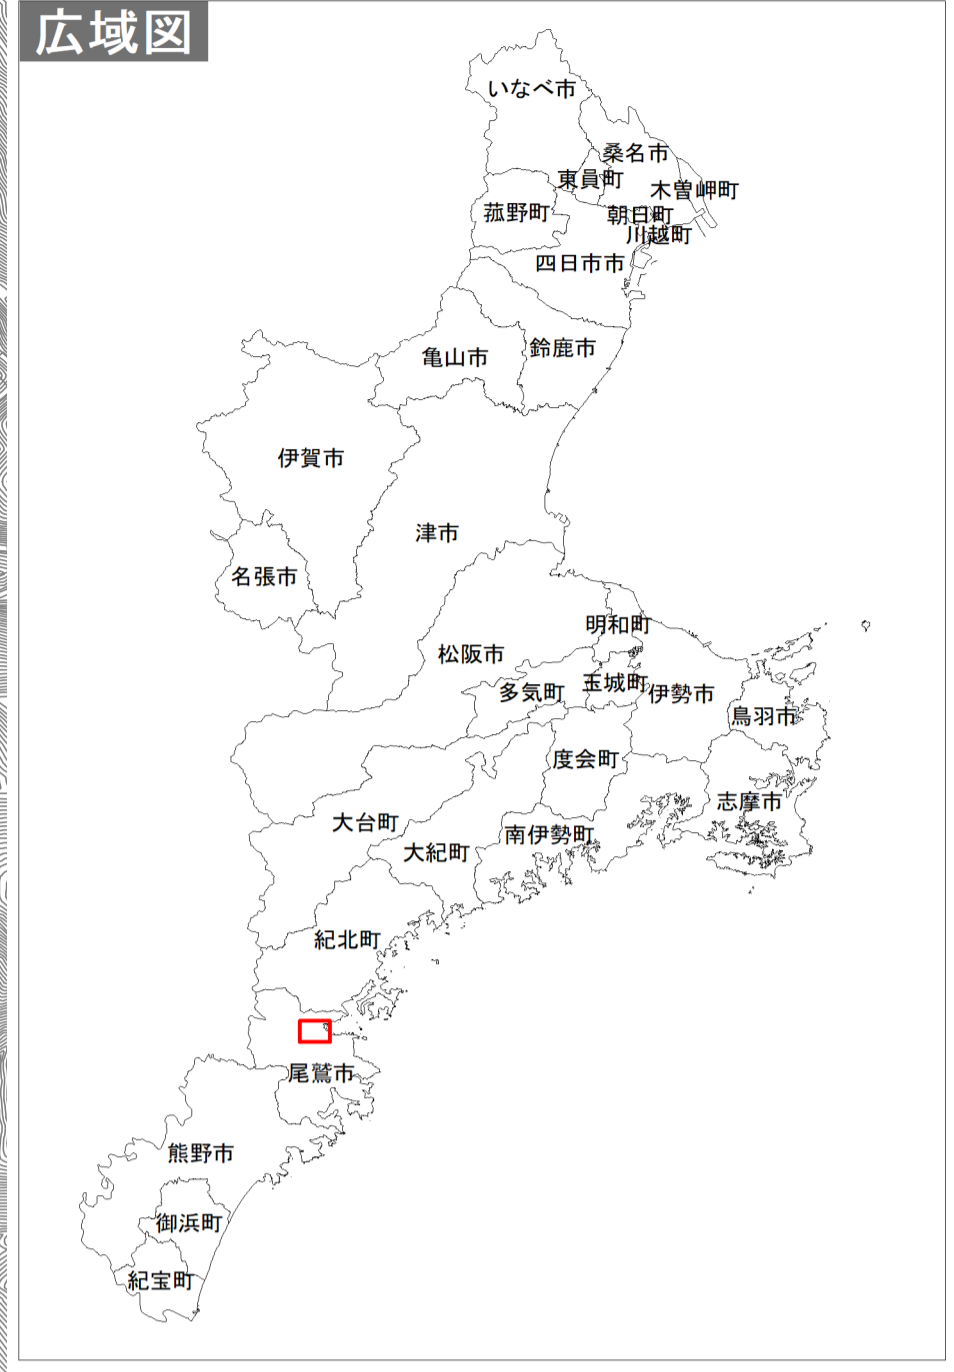 広域図
いなべ市
桑名市
東員町
木曽岬町
菰野町
朝日町
川越町
四日市市
鈴鹿市
亀山市
伊賀市
津市
名張市
明和町
松阪市
多気町
玉城町
伊勢市
鳥羽市
度会町
志摩市
大台町
南伊勢町
大紀町
紀北町
尾鷲市
熊野市
御浜町
紀宝町